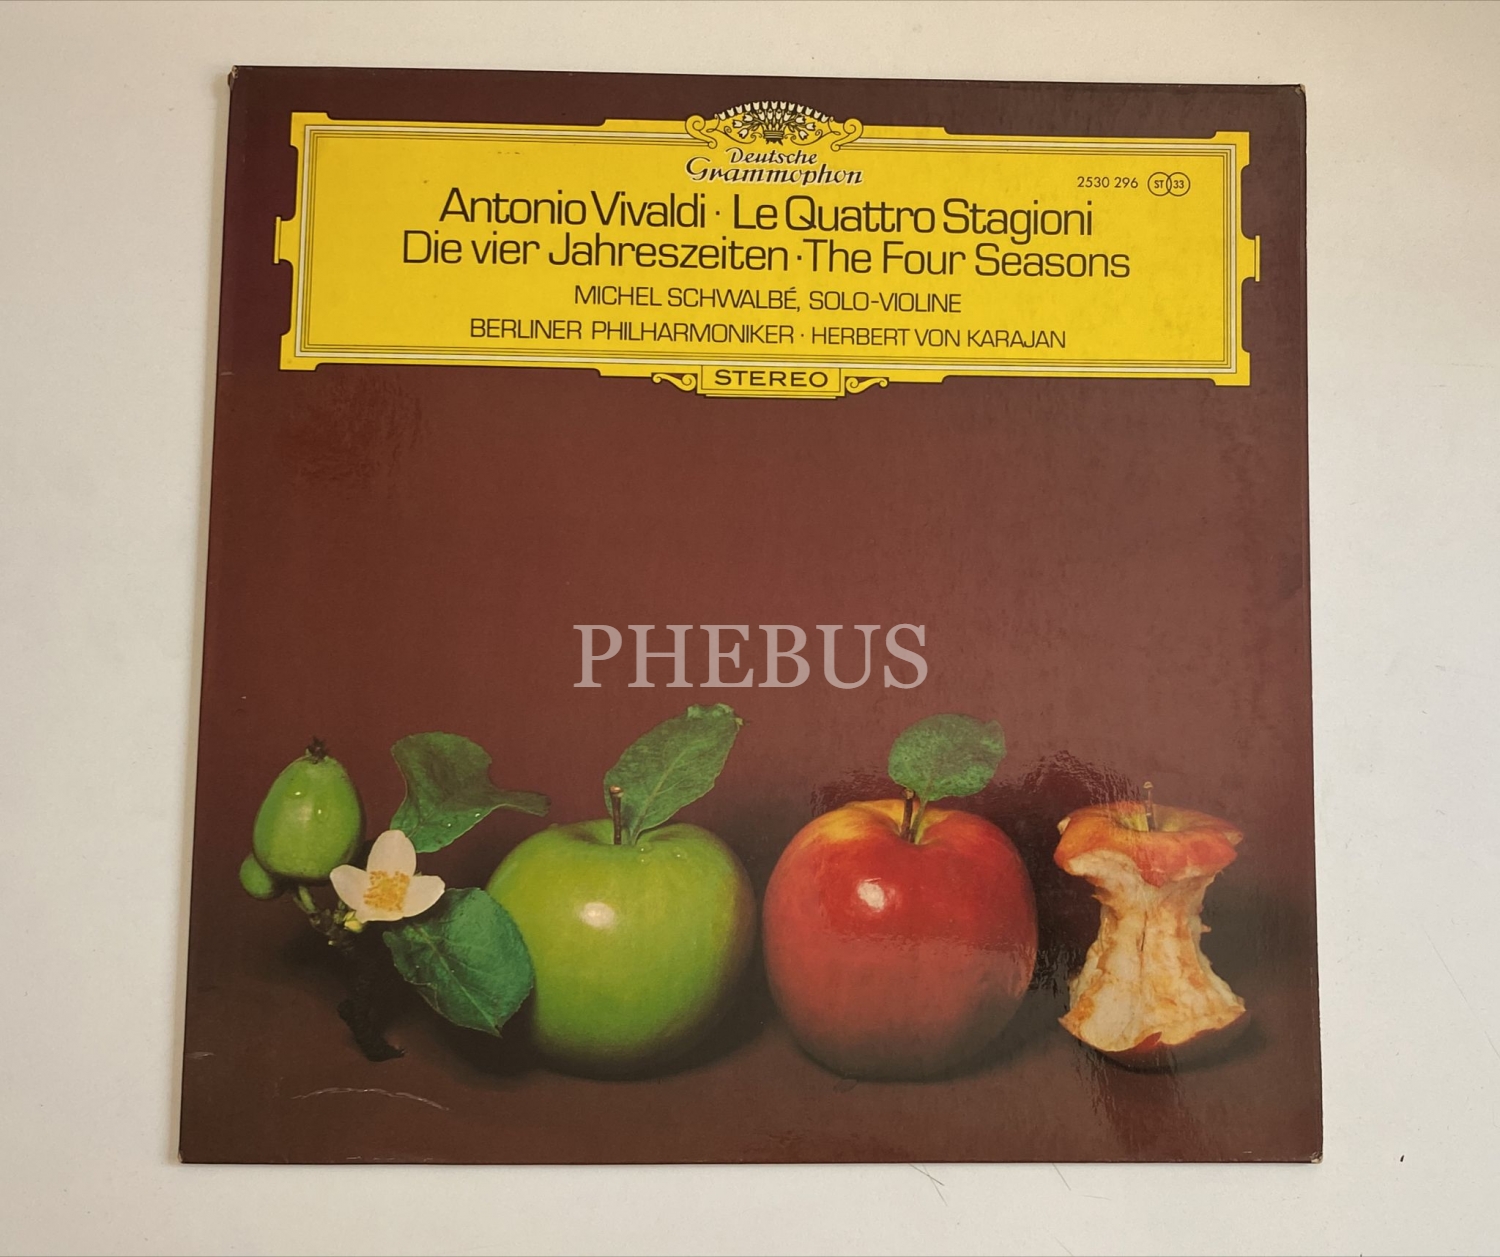 Deutsche
Grammophon
2530 296 ST 33
Antonio Vivaldi · Le Quattro Stagioni
Die vier Jahreszeiten · The Four Seasons
MICHEL SCHWALBÉ, SOLO-VIOLINE
BERLINER PHILHARMONIKER · HERBERT VON KARAJAN
STEREO
PHEBUS